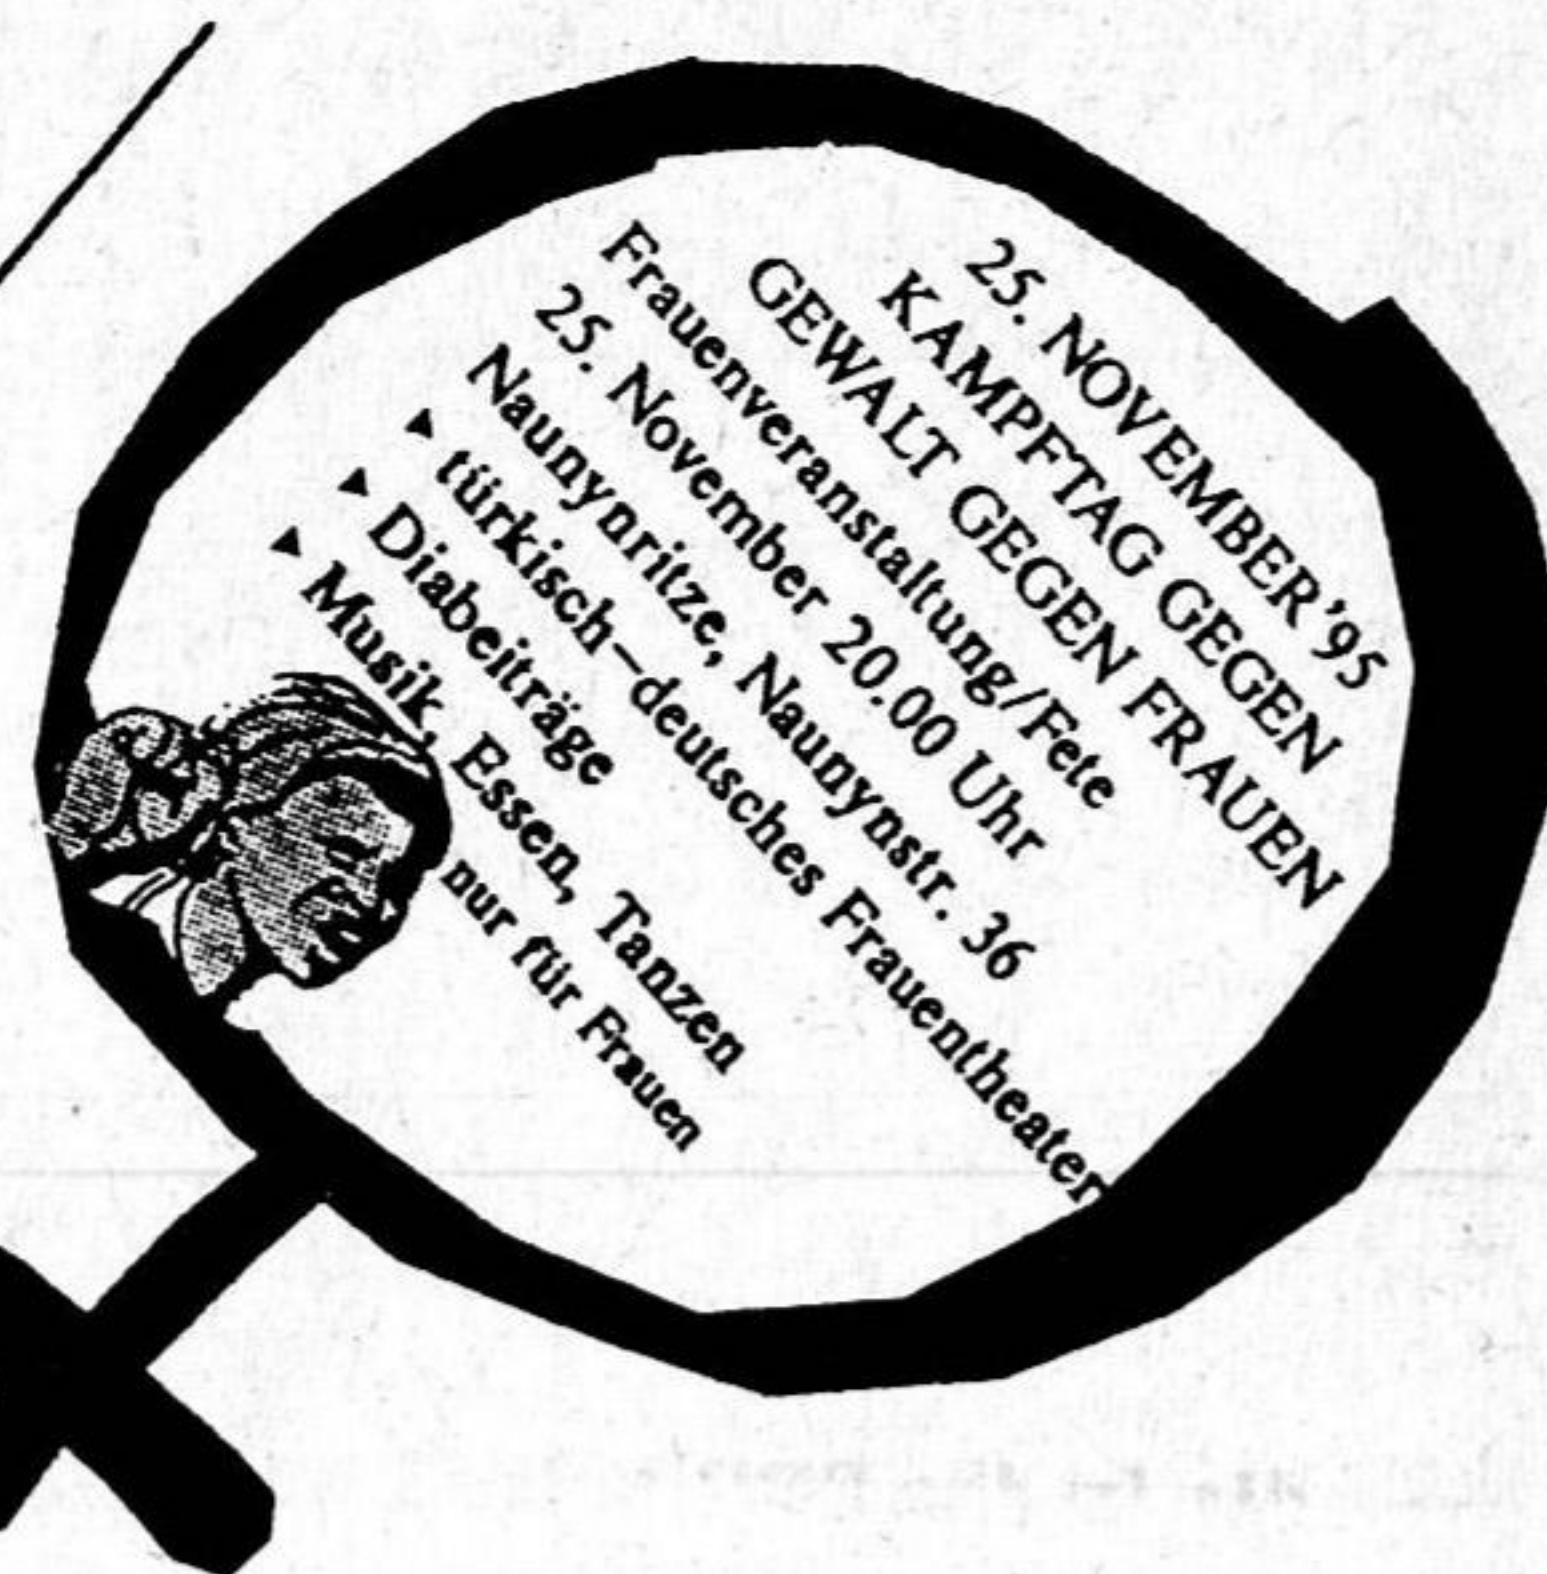 25. NOVEMBER'95
KAMPFTAG GEGEN
GEWALT GEGEN FRAUEN
Frauenveranstaltung/Fete
25. November 20.00 Uhr
Naunynritze, Naunynstr. 36
▲ türkisch-deutsches Frauentheater
▲ Diabeiträge
▲ Musik, Essen, Tanzen
nur für Frauen